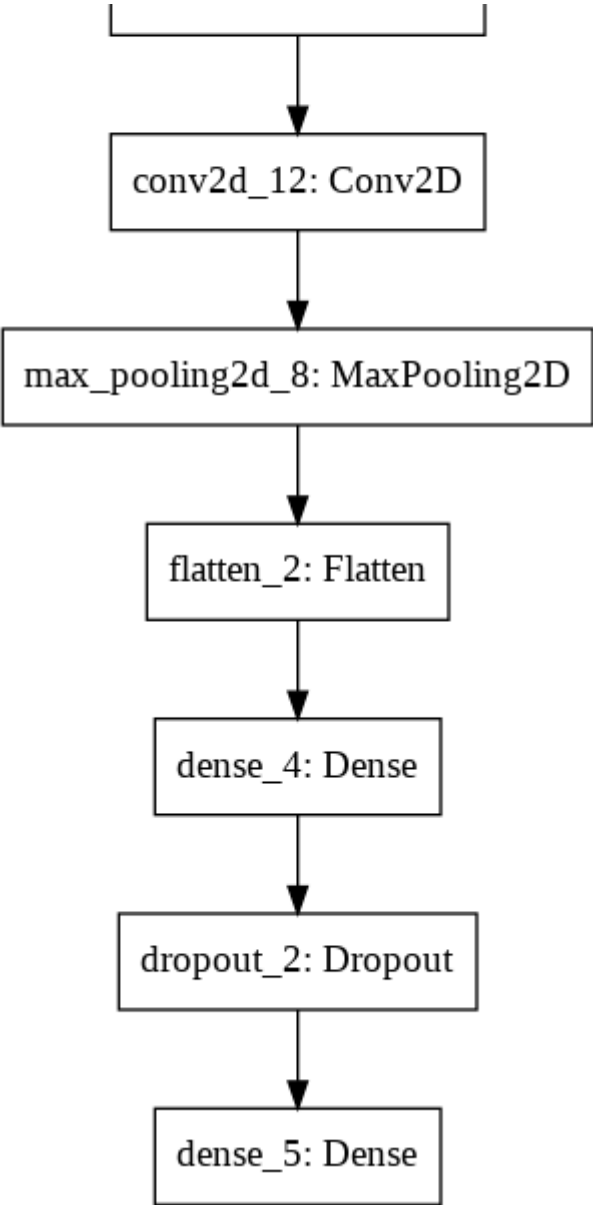 conv2d_12: Conv2D
max_pooling2d_8: MaxPooling2D
flatten_2: Flatten
dense_4: Dense
dropout_2: Dropout
dense_5: Dense